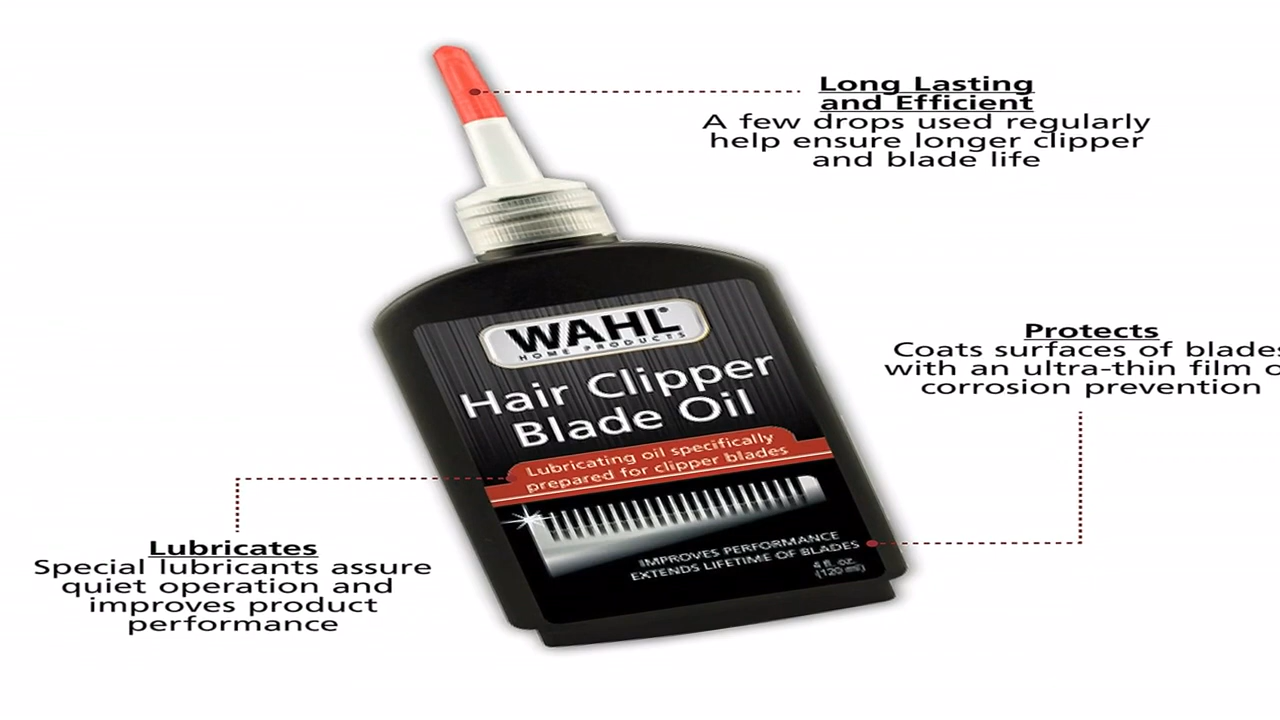 Long Lasting
and Efficient
A few drops used regularly
help ensure longer clipper
and blade life
WAHL®
HOME PRODUCTS
Hair Clipper
Blade Oil
Lubricating oil specifically
prepared for clipper blades
IMPROVES PERFORMANCE
EXTENDS LIFETIME OF BLADES
4 fl. oz.
(120 ml)
Protects
Coats surfaces of blades
with an ultra-thin film
corrosion prevention
Lubricates
Special lubricants assure
quiet operation and
improves product
performance